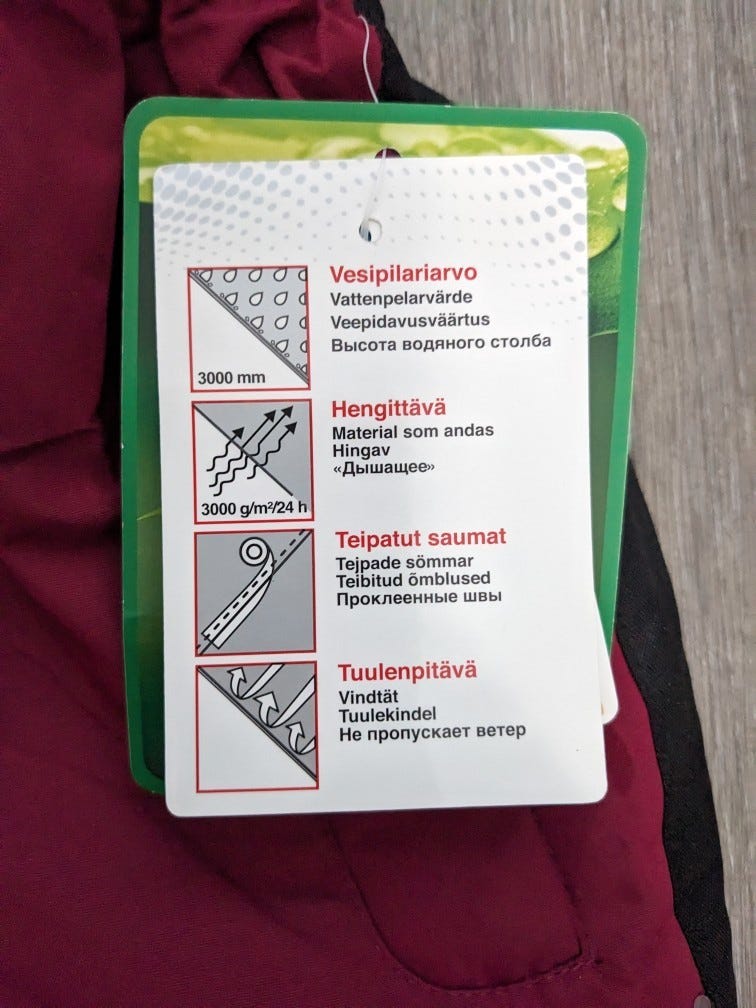 Vesipilariarvo
Vattenpelarvärde
Veepidavusväärtus
Высота водяного столба
3000 mm
Hengittävä
Material som andas
Hingav
«Дышащее»
3000 g/m²/24 h
Teipatut saumat
Tejpade sömmar
Teibitud õmblused
Проклеенные швы
Tuulenpitävä
Vindtät
Tuulekindel
Не пропускает ветер